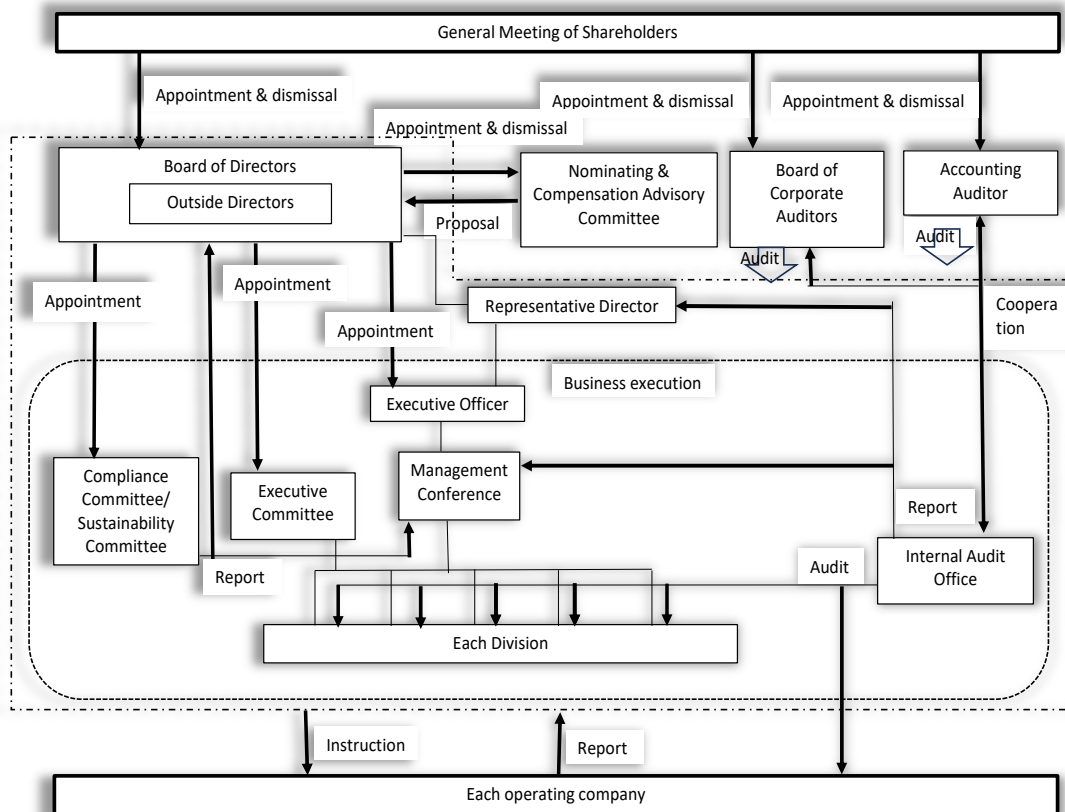 General Meeting of Shareholders
Appointment & dismissal
Appointment & dismissal
Appointment & dismissal
Appointment & dismissal
Board of Directors
Outside Directors
Nominating &
Compensation Advisory
Committee
Board of
Corporate
Auditors
Accounting
Auditor
Proposal
Audit
Audit
Appointment
Appointment
Appointment
Representative Director
Coopera
tion
Business execution
Executive Officer
Compliance
Committee/
Sustainability
Committee
Executive
Committee
Management
Conference
Report
Internal Audit
Office
Report
Audit
Each Division
Instruction
Report
Each operating company